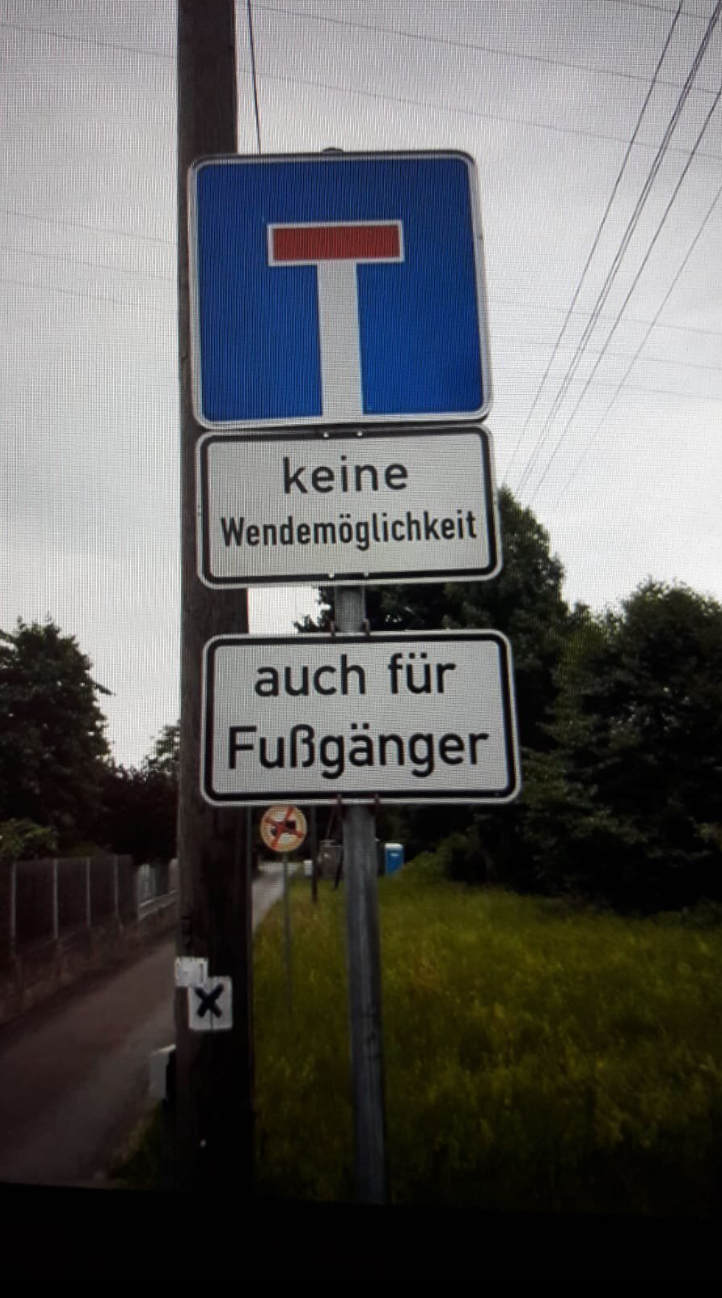 keine
Wendemöglichkeit
auch für
Fußgänger
X